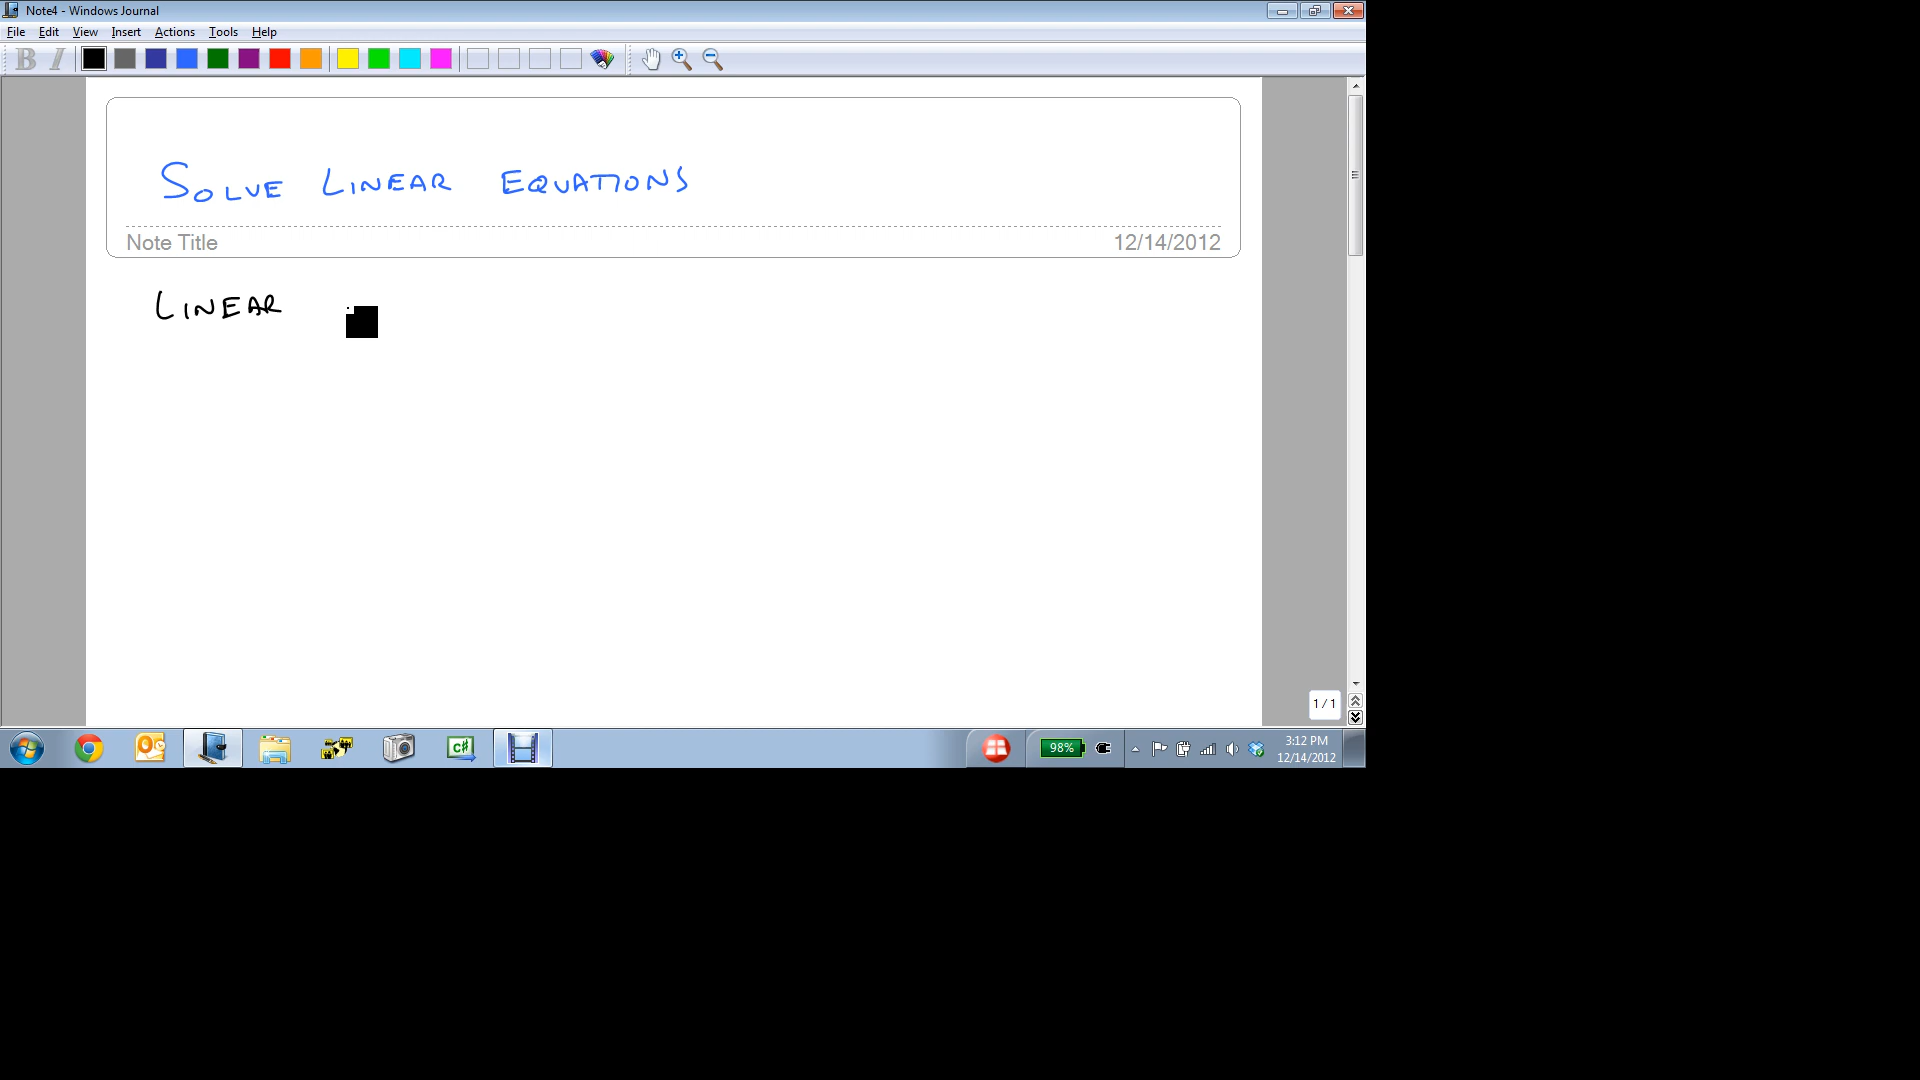 Note4 - Windows Journal
File Edit View Insert Actions Tools Help
B I
SOLVE LINEAR EQUATIONS
Note Title 12/14/2012
LINEAR
1 / 1
C# 98% 3:12 PM
12/14/2012